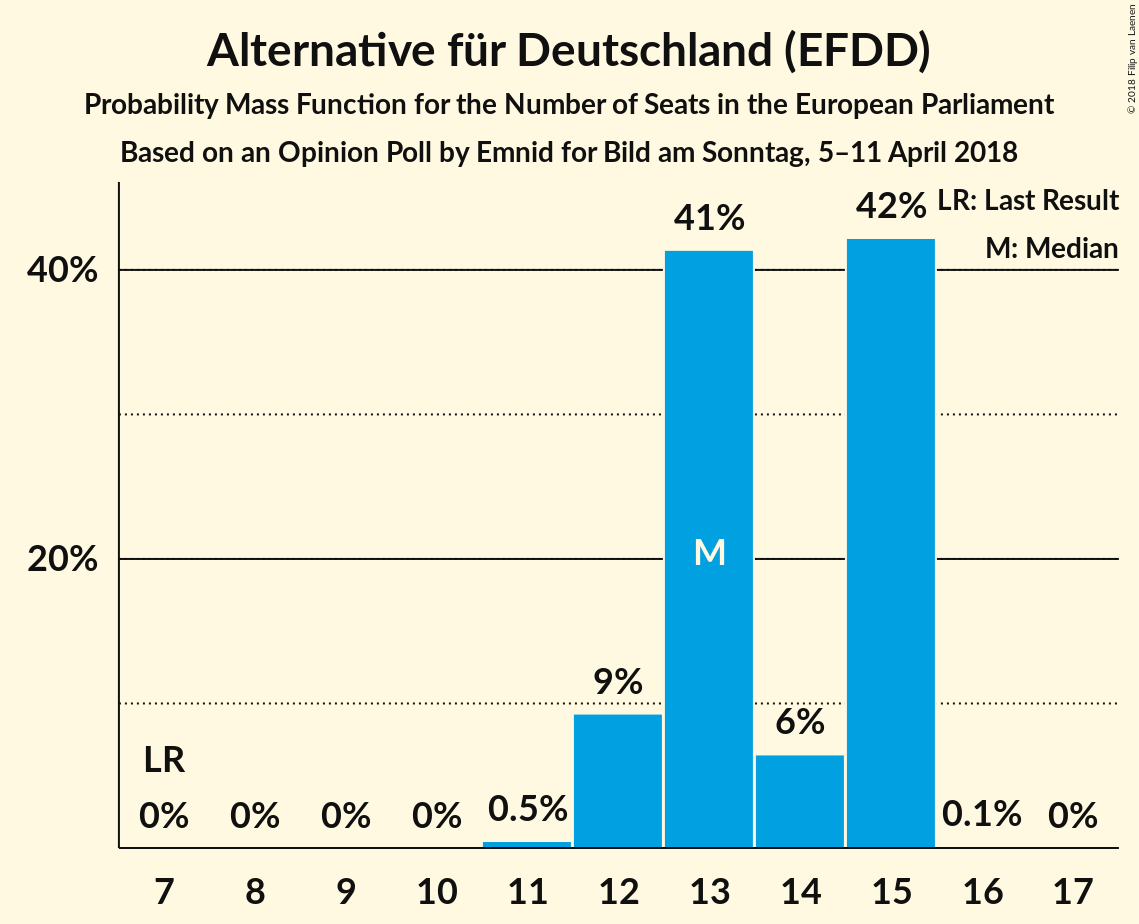 Alternative für Deutschland (EFDD)
Probability Mass Function for the Number of Seats in the European Parliament
Based on an Opinion Poll by Emnid for Bild am Sonntag, 5–11 April 2018
© 2018 Filip van Laenen
LR: Last Result
M: Median
41%
42%
40%
20%
M
9%
6%
LR
0%
0%
0%
0%
0.5%
0.1%
0%
7 8 9 10 11 12 13 14 15 16 17